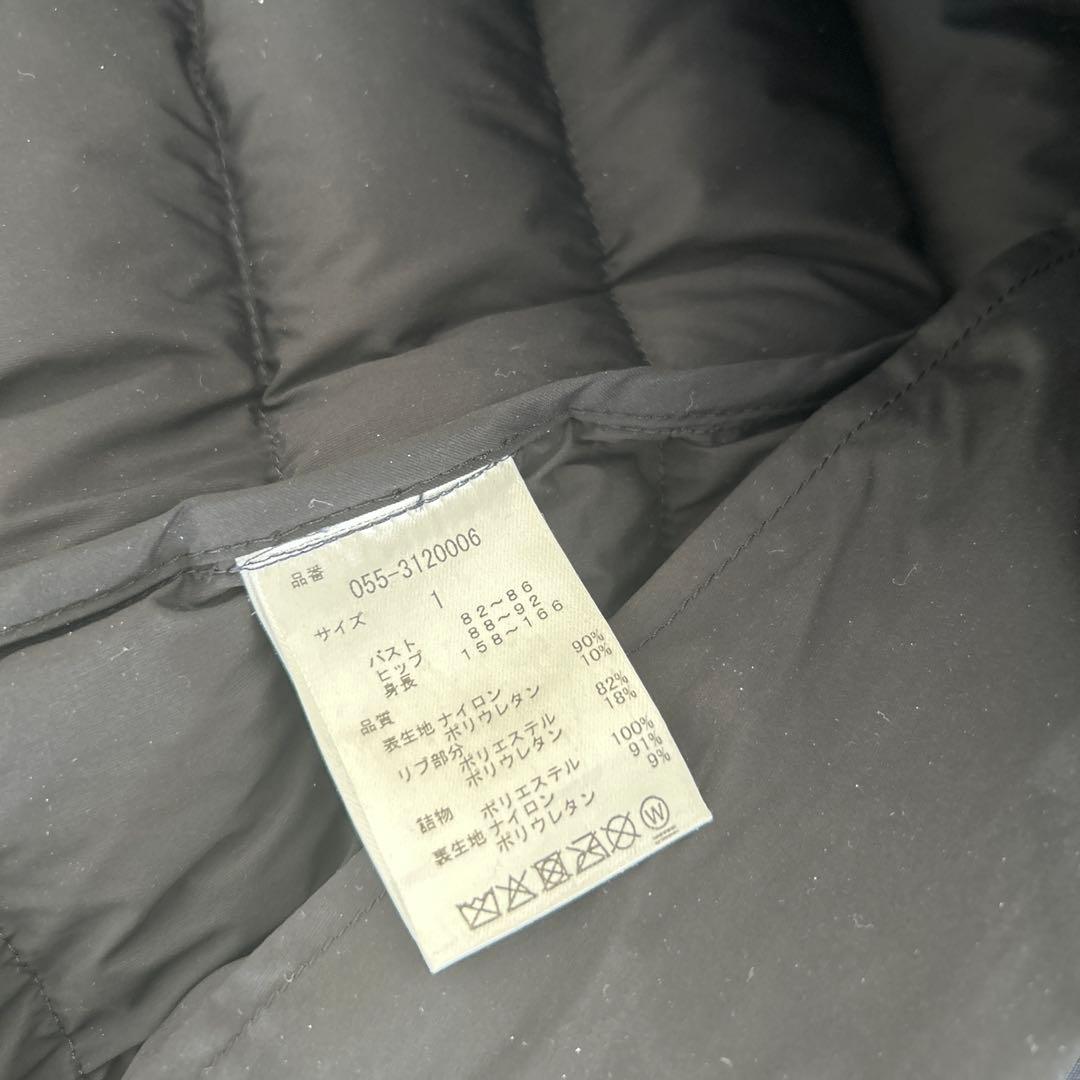 品番 055-3120006
サイズ 1
バスト 82～86
ヒップ 88～92
身長 158～166
品質
表生地 ナイロン 90%
ポリウレタン 10%
リブ部分 ポリエステル 82%
ポリウレタン 18%
詰物 ポリエステル 100%
裏生地 ナイロン 91%
ポリウレタン 9%
W